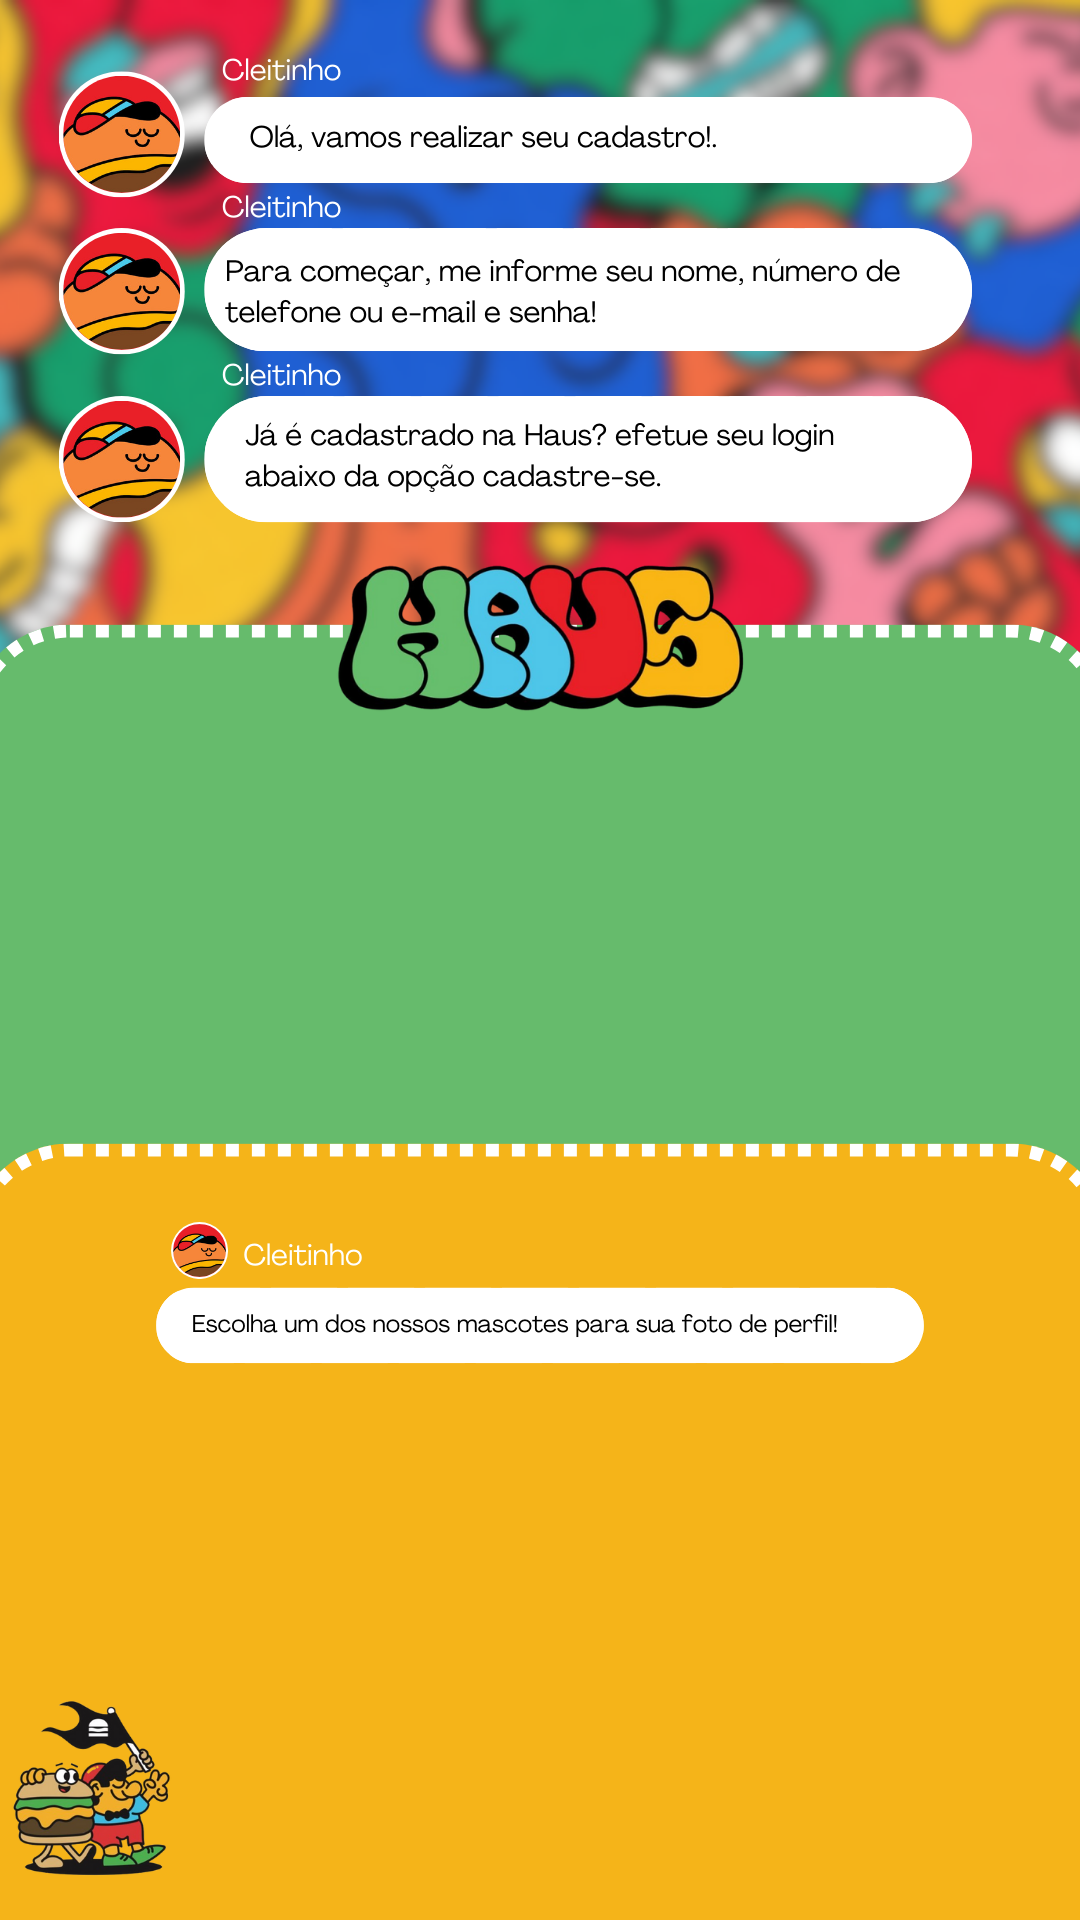 Cleitinho
Olá, vamos realizar seu cadastro!.
Cleitinho
Para começar, me informe seu nome, número de
telefone ou e-mail e senha!
Cleitinho
Já é cadastrado na Haus? efetue seu login
abaixo da opção cadastre-se.
HAUS
Cleitinho
Escolha um dos nossos mascotes para sua foto de perfil!